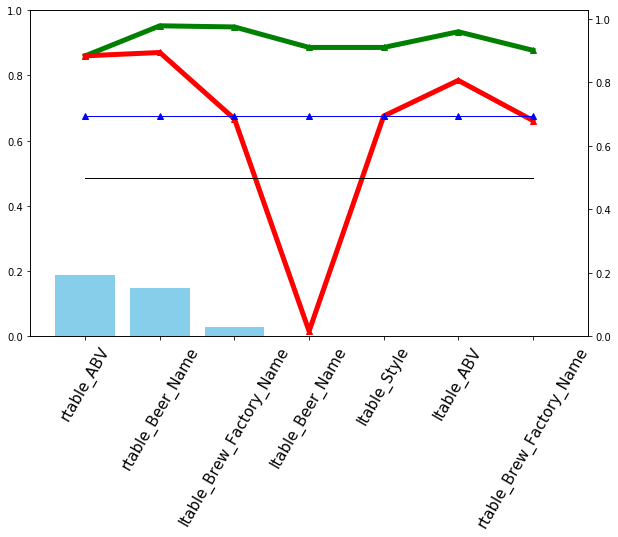 1.0
0.8
0.6
0.4
0.2
0.0
1.0
0.8
0.6
0.4
0.2
0.0
rtable_ABV
rtable_Beer_Name
ltable_Brew_Factory_Name
ltable_Beer_Name
ltable_Style
ltable_ABV
rtable_Brew_Factory_Name